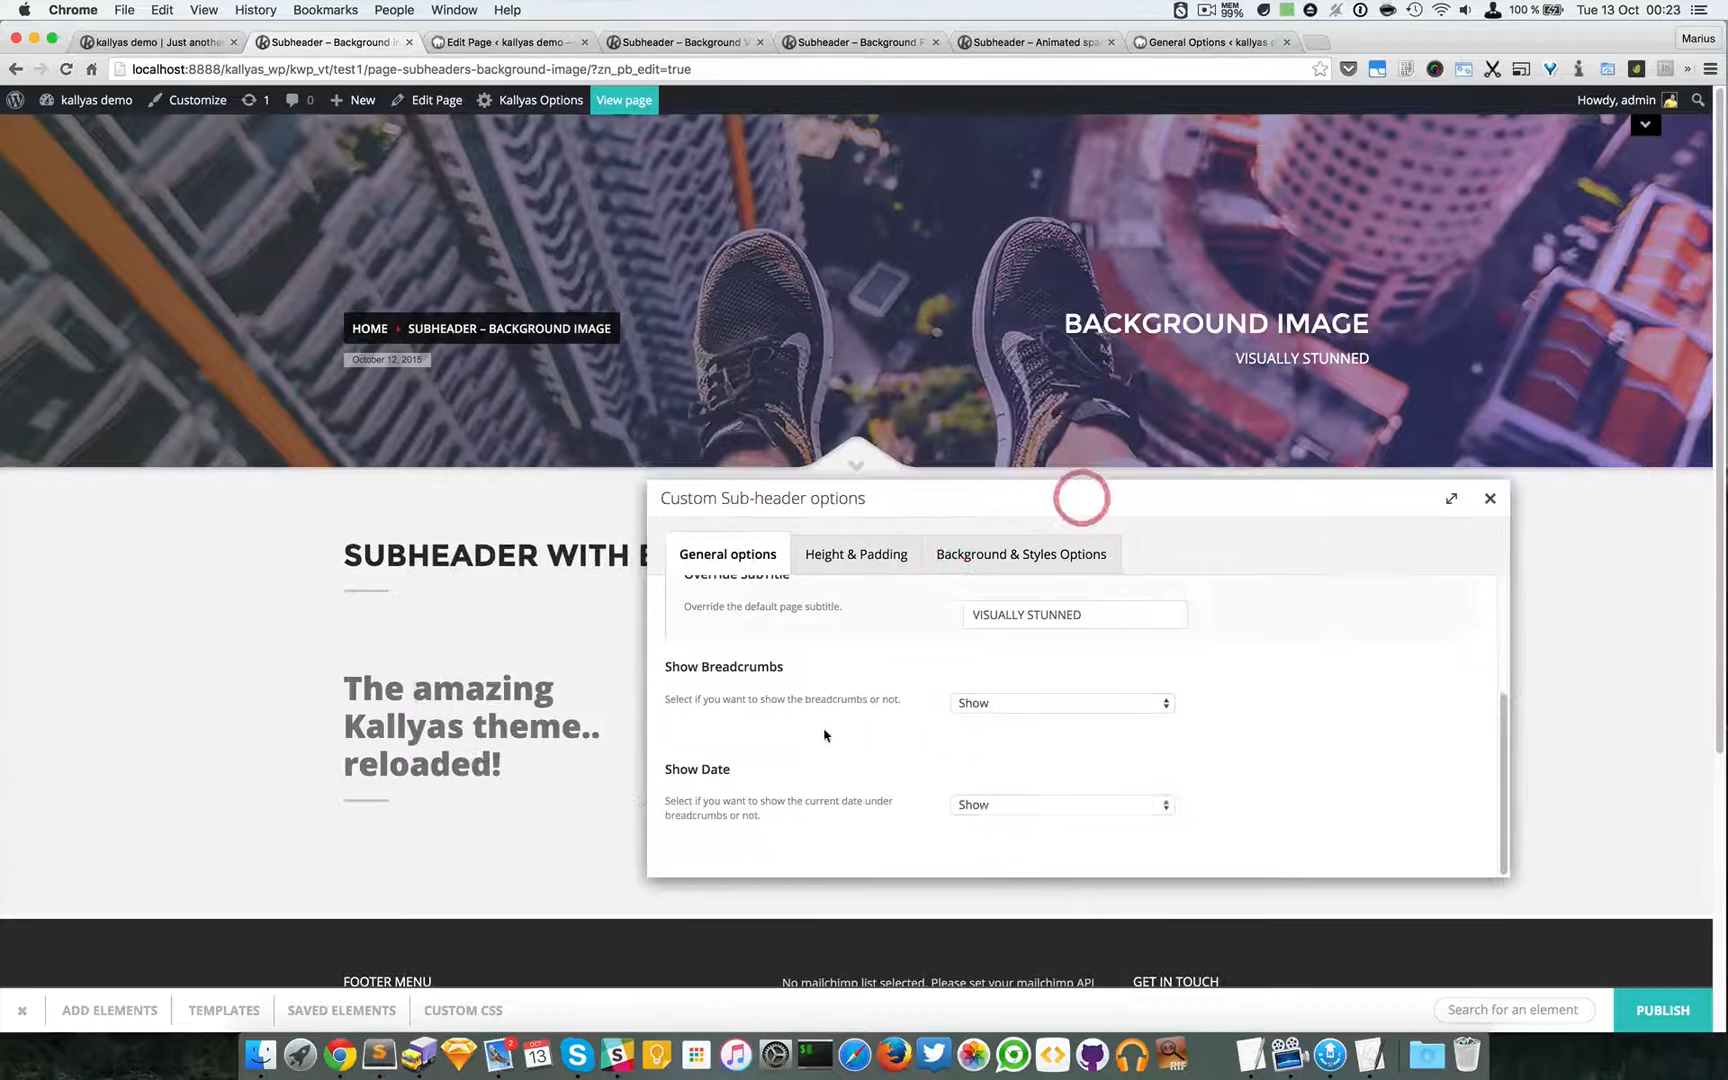 Chrome File Edit View History Bookmarks People Window Help MEM 99% 100 % Tue 13 Oct 00:23
kallyas demo | Just anothe Subheader – Background i Edit Page ‹ kallyas demo – Subheader – Background V Subheader – Background Subheader – Animated spa General Options ‹ kallyas Marius
localhost:8888/kallyas_wp/kwp_vt/test1/page-subheaders-background-image/?zn_pb_edit=true
kallyas demo Customize 1 0 New Edit Page Kallyas Options View page Howdy, admin
HOME SUBHEADER – BACKGROUND IMAGE
October 12, 2015
BACKGROUND IMAGE
VISUALLY STUNNED
SUBHEADER WITH
The amazing
Kallyas theme..
reloaded!
Custom Sub-header options
General options Height & Padding Background & Styles Options
Override SubTitle
Override the default page subtitle. VISUALLY STUNNED
Show Breadcrumbs
Select if you want to show the breadcrumbs or not. Show
Show Date
Select if you want to show the current date under
breadcrumbs or not. Show
FOOTER MENU No mailchimp list selected. Please set your mailchimp API GET IN TOUCH
ADD ELEMENTS TEMPLATES SAVED ELEMENTS CUSTOM CSS Search for an element PUBLISH
2 OCT 13 RIF